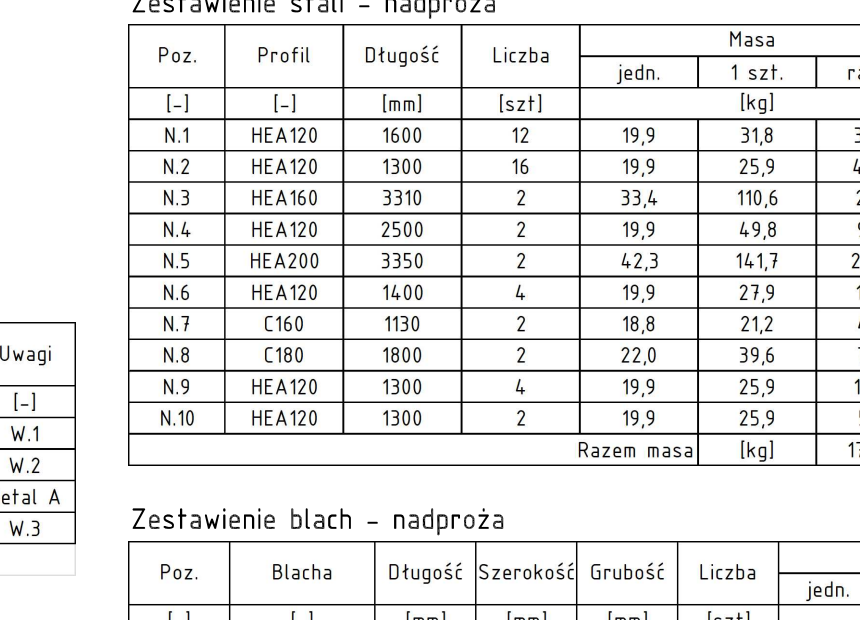 Zestawienie stali - nadproża
Poz. Profil Długość Liczba Masa
jedn. 1 szt.
[-] [-] [mm] [szt] [kg]
N.1 HEA120 1600 12 19,9 31,8
N.2 HEA120 1300 16 19,9 25,9
N.3 HEA160 3310 2 33,4 110,6
N.4 HEA120 2500 2 19,9 49,8
N.5 HEA200 3350 2 42,3 141,7
N.6 HEA120 1400 4 19,9 27,9
N.7 C160 1130 2 18,8 21,2
N.8 C180 1800 2 22,0 39,6
N.9 HEA120 1300 4 19,9 25,9
N.10 HEA120 1300 2 19,9 25,9
Razem masa [kg]
Uwagi
[-]
W.1
W.2
etal A
W.3
Zestawienie blach - nadproża
Poz. Blacha Długość Szerokość Grubość Liczba
jedn.
[-] [-] [mm] [mm] [mm] [szt]